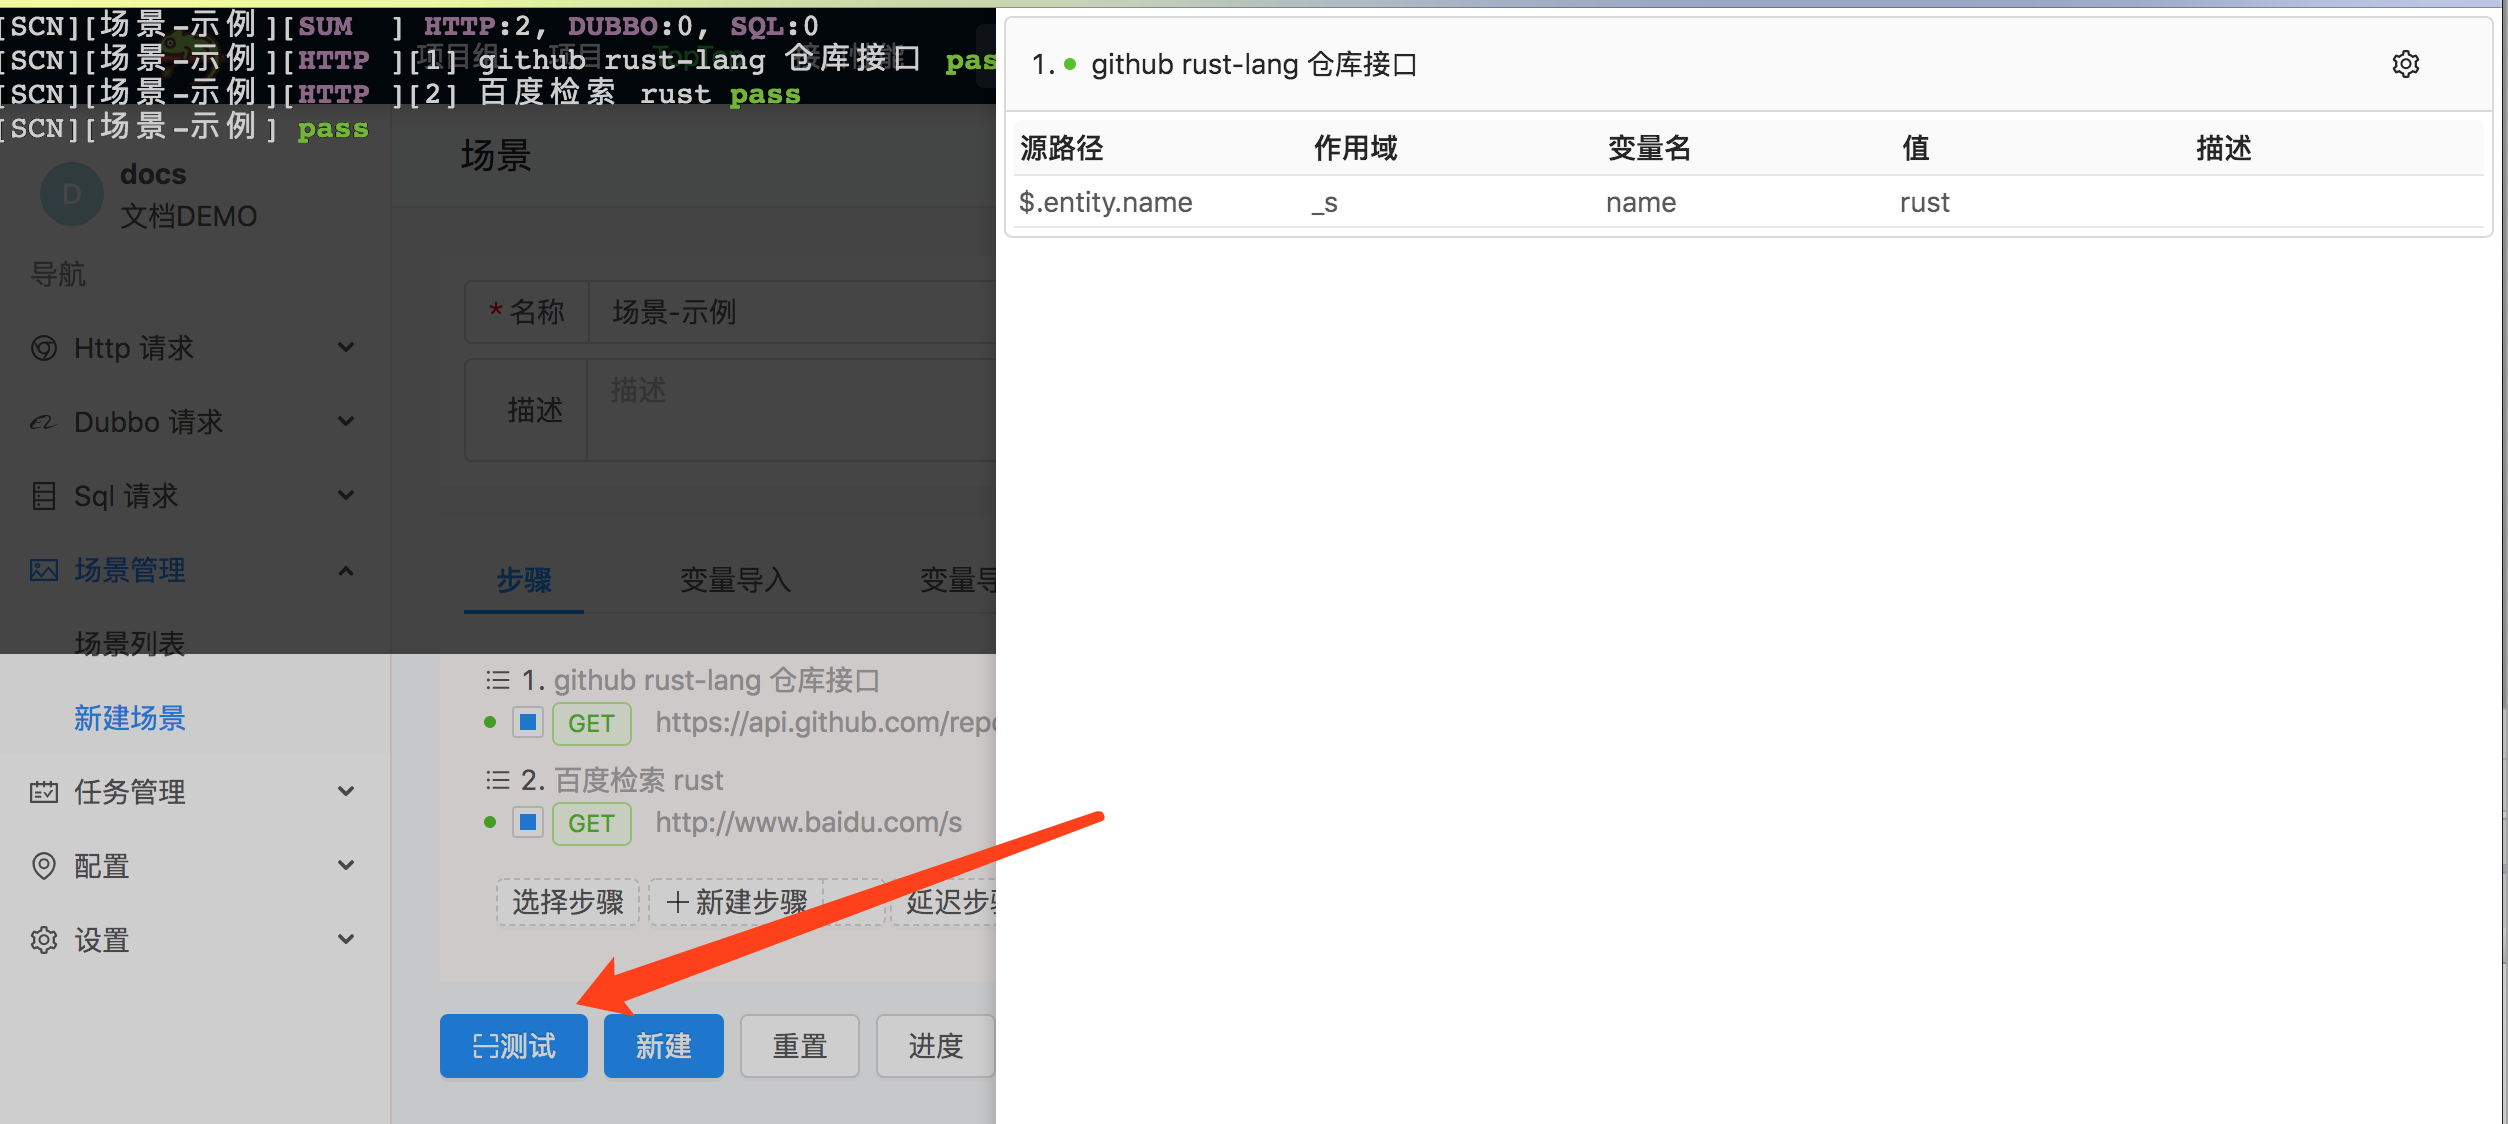 [SCN][场景-示例][SUM ] HTTP:2, DUBBO:0, SQL:0
[SCN][场景-示例][HTTP ][1] github rust-lang 仓库接口 pas
[SCN][场景-示例][HTTP ][2] 百度检索 rust pass
[SCN][场景-示例] pass
D
docs
文档DEMO
导航
Http 请求
Dubbo 请求
Sql 请求
场景管理
场景列表
新建场景
任务管理
配置
设置
场景
* 名称
场景-示例
描述
描述
步骤
变量导入
变量导
1. github rust-lang 仓库接口
GET https://api.github.com/repo
2. 百度检索 rust
GET http://www.baidu.com/s
选择步骤
新建步骤
延迟步骤
测试
新建
重置
进度
1. github rust-lang 仓库接口
源路径 作用域 变量名 值 描述
$.entity.name _s name rust